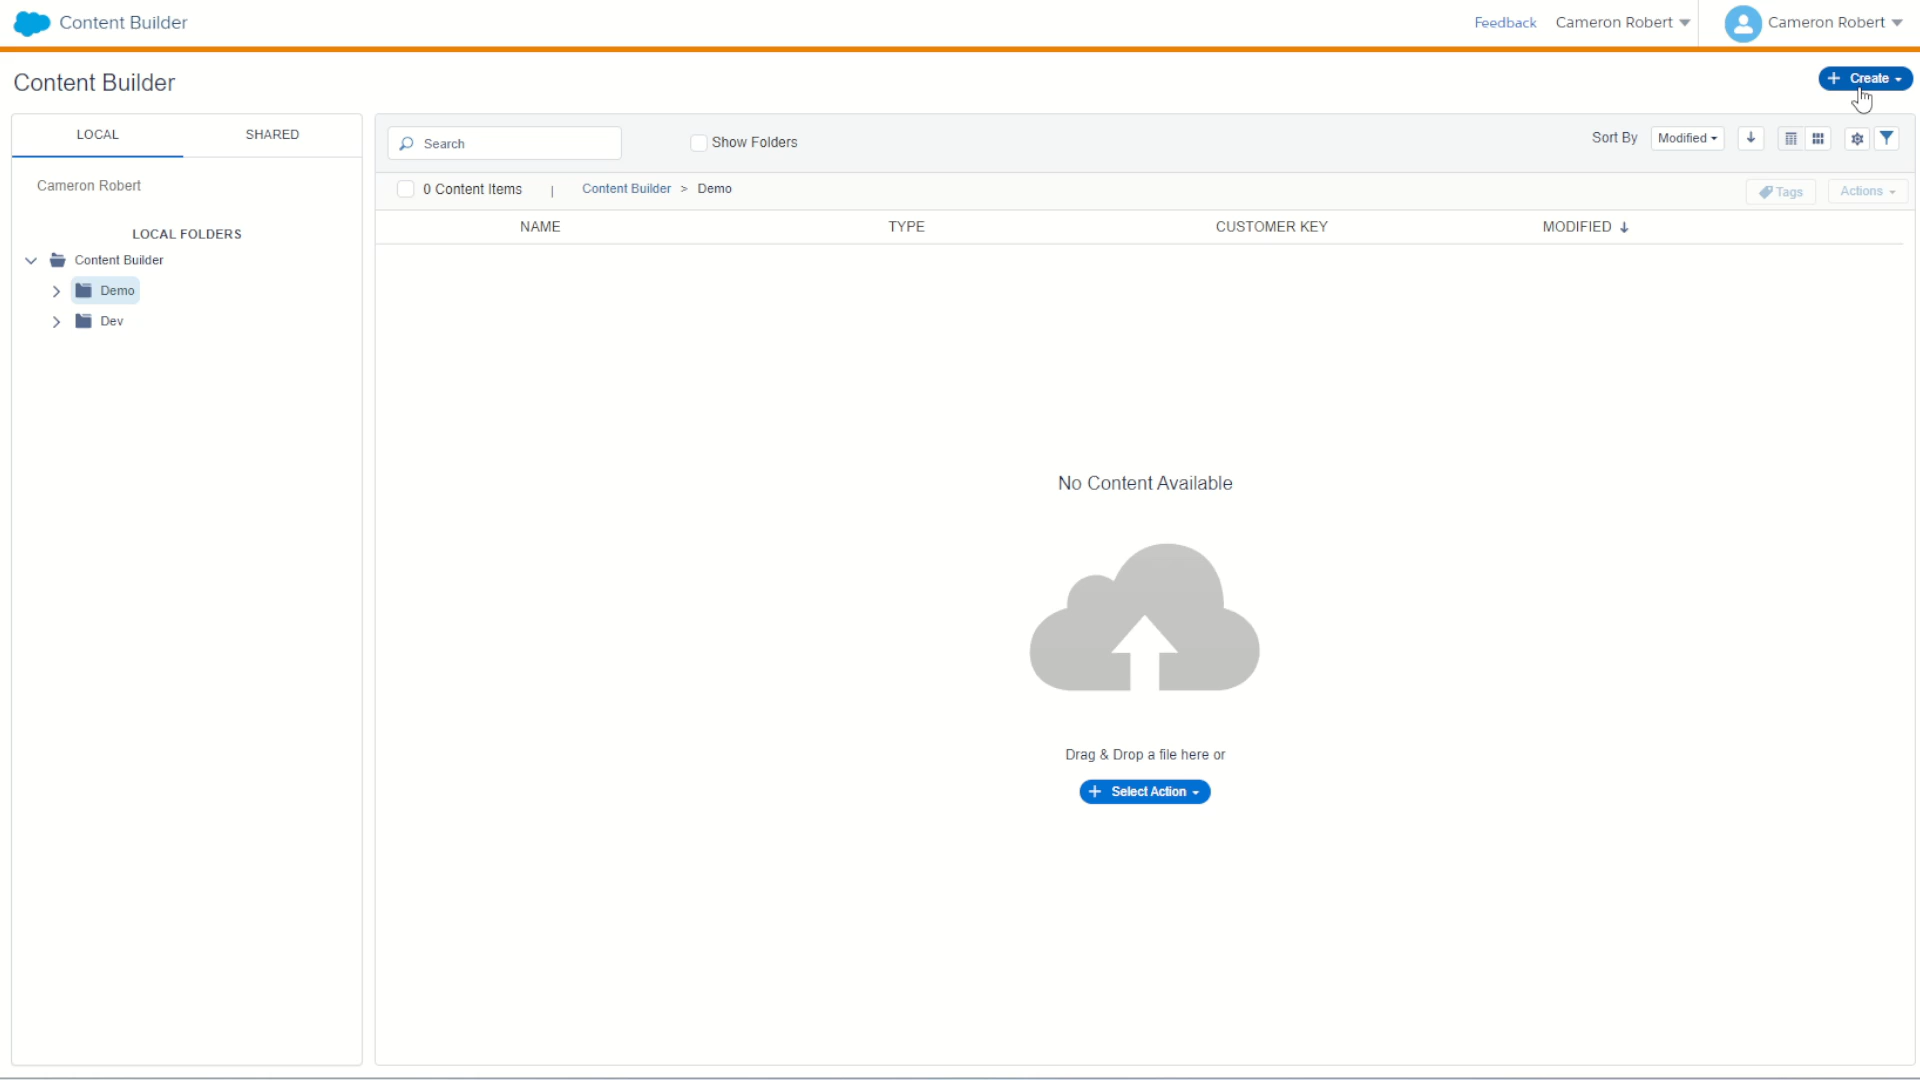 Content Builder
Feedback
Cameron Robert
Cameron Robert
Content Builder
+ Create
LOCAL
SHARED
Search
Show Folders
Sort By
Modified
Cameron Robert
0 Content Items | Content Builder > Demo
Tags
Actions
NAME
TYPE
CUSTOMER KEY
MODIFIED ↓
LOCAL FOLDERS
Content Builder
Demo
Dev
No Content Available
Drag & Drop a file here or
+ Select Action